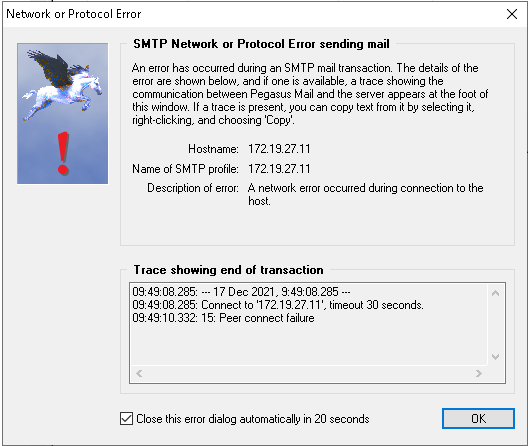 Network or Protocol Error
SMTP Network or Protocol Error sending mail
An error has occurred during an SMTP mail transaction. The details of
the error are shown below, and if one is available, a trace showing the
communication between Pegasus Mail and the server appears at the foot of
this window. If a trace is present, you can copy text from it by selecting it,
right-clicking, and choosing 'Copy'.
Hostname: 172.19.27.11
Name of SMTP profile: 172.19.27.11
Description of error: A network error occurred during connection to the
host.
Trace showing end of transaction
09:49:08.285: --- 17 Dec 2021, 9:49:08.285 ---
09:49:08.285: Connect to '172.19.27.11', timeout 30 seconds.
09:49:10.332: 15: Peer connect failure
Close this error dialog automatically in 20 seconds
OK